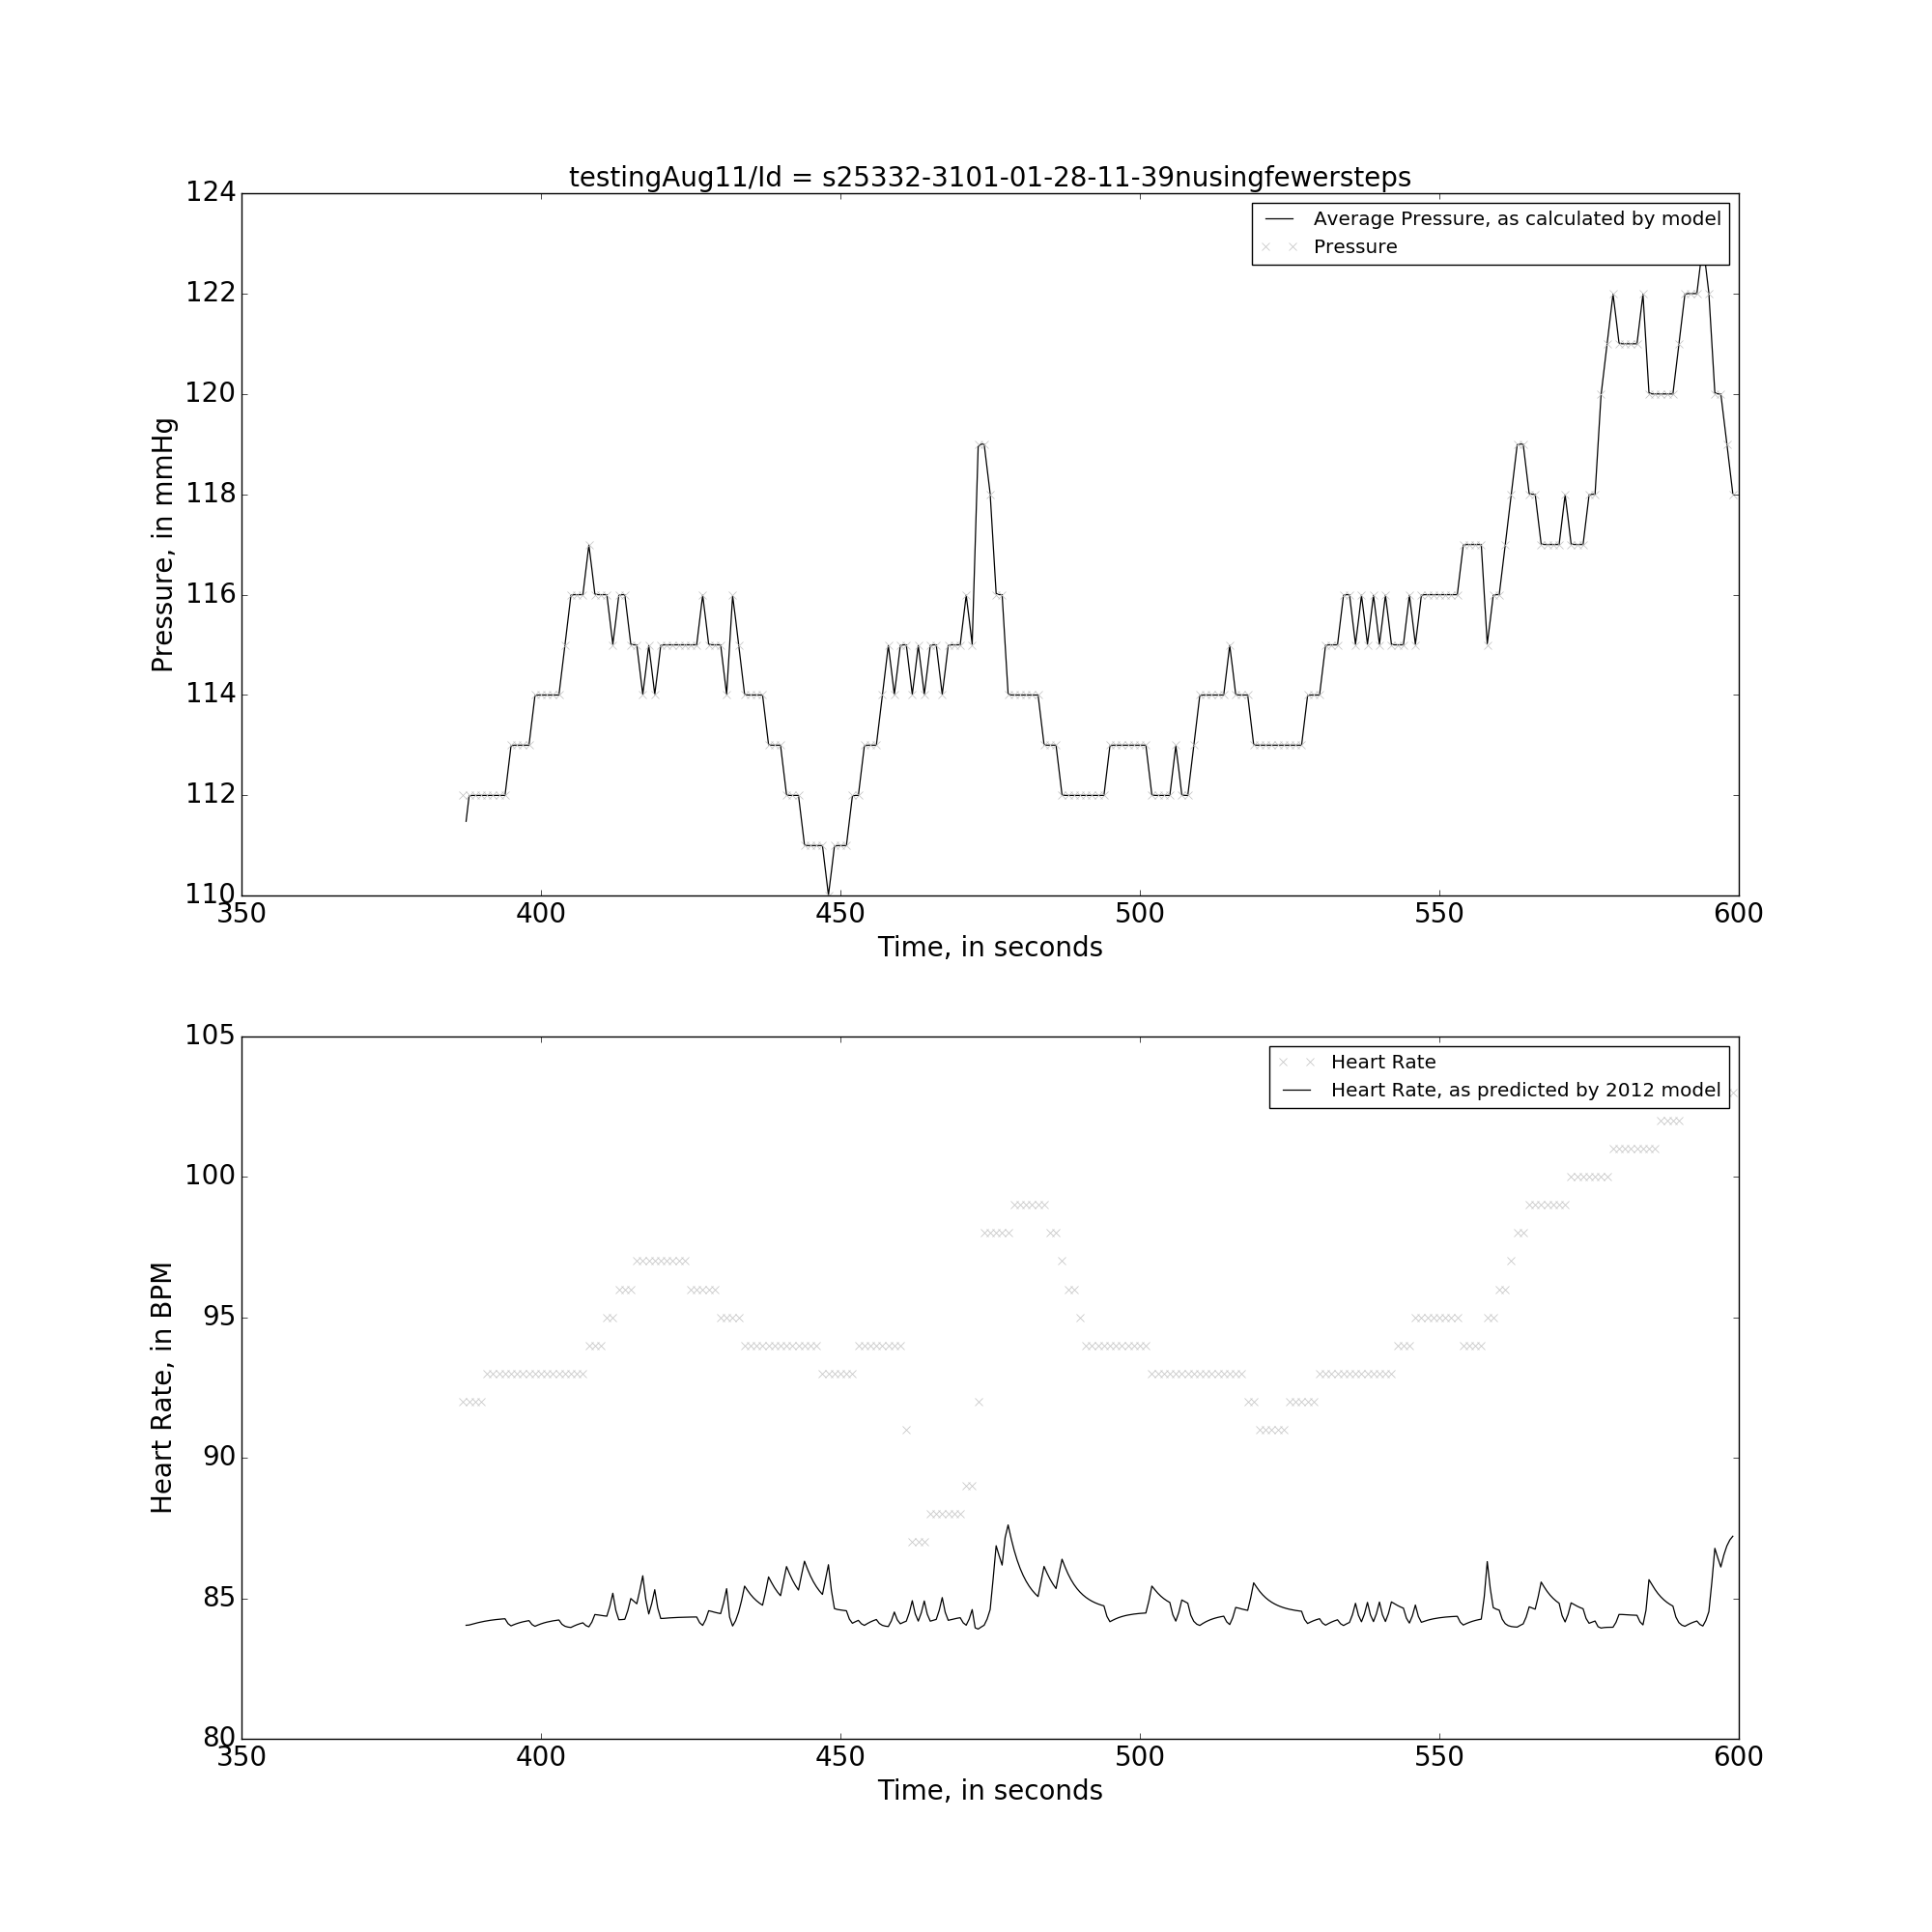 testingAug11/Id = s25332-3101-01-28-11-39nusingfewersteps
124
122
120
118
116
114
112
110
Pressure, in mmHg
Average Pressure, as calculated by model
Pressure
350 400 450 500 550 600
Time, in seconds
105
100
95
90
85
80
Heart Rate, in BPM
Heart Rate
Heart Rate, as predicted by 2012 model
350 400 450 500 550 600
Time, in seconds